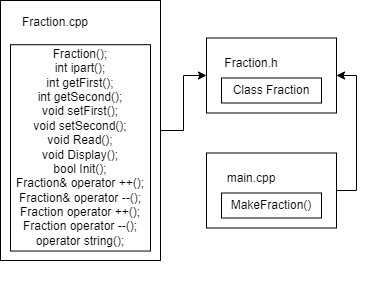 Fraction.cpp
Fraction();
int ipart();
int getFirst();
int getSecond();
void setFirst();
void setSecond();
void Read();
void Display();
bool Init();
Fraction& operator ++();
Fraction& operator --();
Fraction operator ++();
Fraction operator --();
operator string();
Fraction.h
Class Fraction
main.cpp
MakeFraction()